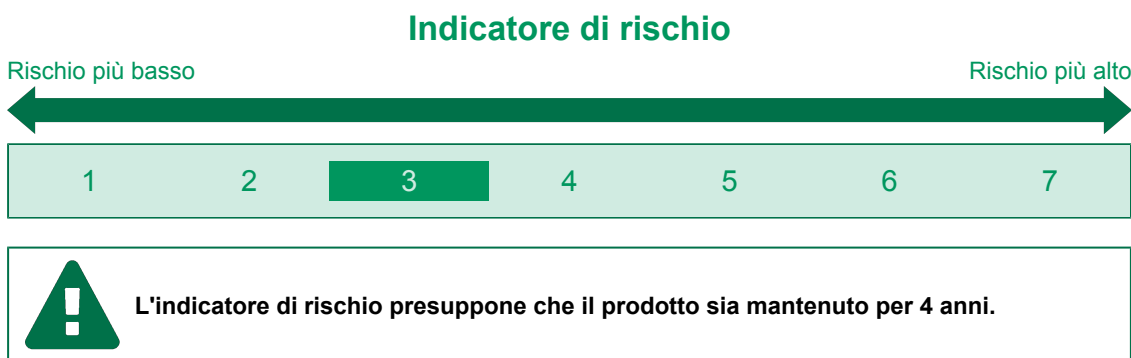 Indicatore di rischio
Rischio più basso Rischio più alto
1 2 3 4 5 6 7
L'indicatore di rischio presuppone che il prodotto sia mantenuto per 4 anni.